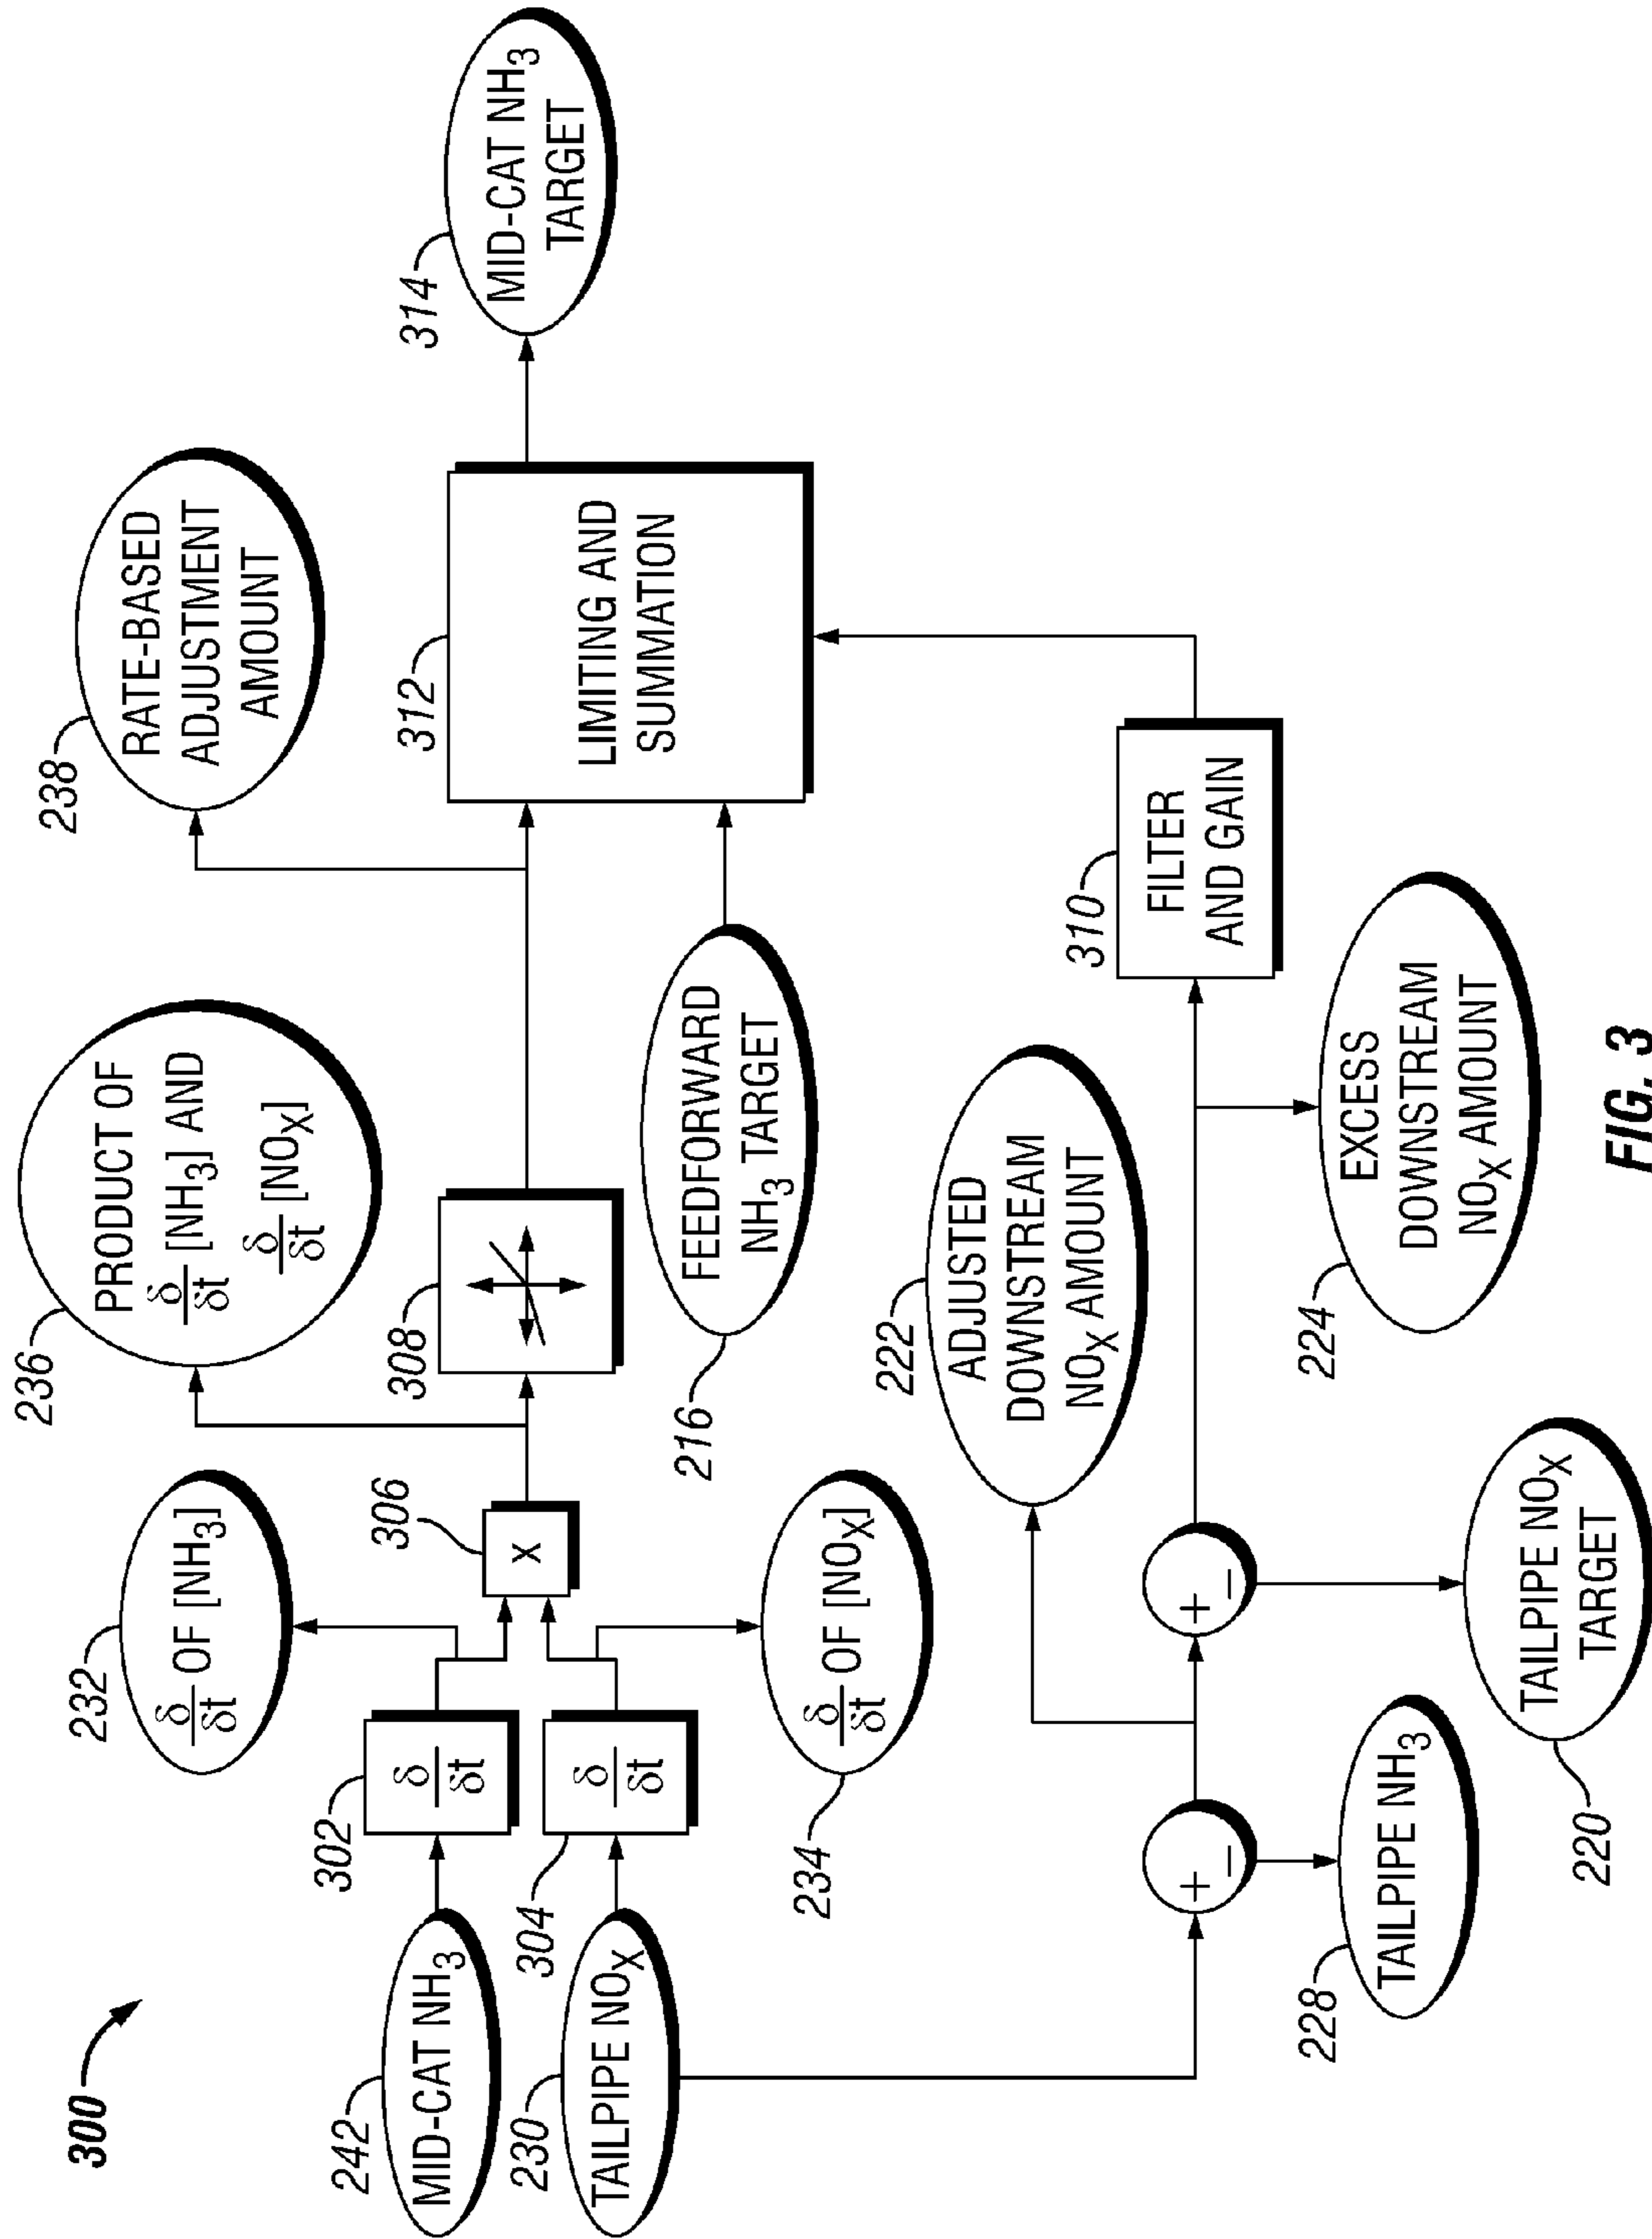 300
236
PRODUCT OF
δ/δt [NH3] AND
δ/δt [NOX]
238
RATE-BASED
ADJUSTMENT
AMOUNT
232
δ/δt OF [NH3]
302
δ/δt
306
X
308
312
LIMITING AND
SUMMATION
314
MID-CAT NH3
TARGET
242
MID-CAT NH3
230
TAILPIPE NOX
304
δ/δt
234
δ/δt OF [NOX]
216
FEEDFORWARD
NH3 TARGET
222
ADJUSTED
DOWNSTREAM
NOX AMOUNT
310
FILTER
AND GAIN
+
−
+
−
228
TAILPIPE NH3
220
TAILPIPE NOX
TARGET
224
EXCESS
DOWNSTREAM
NOX AMOUNT
FIG. 3